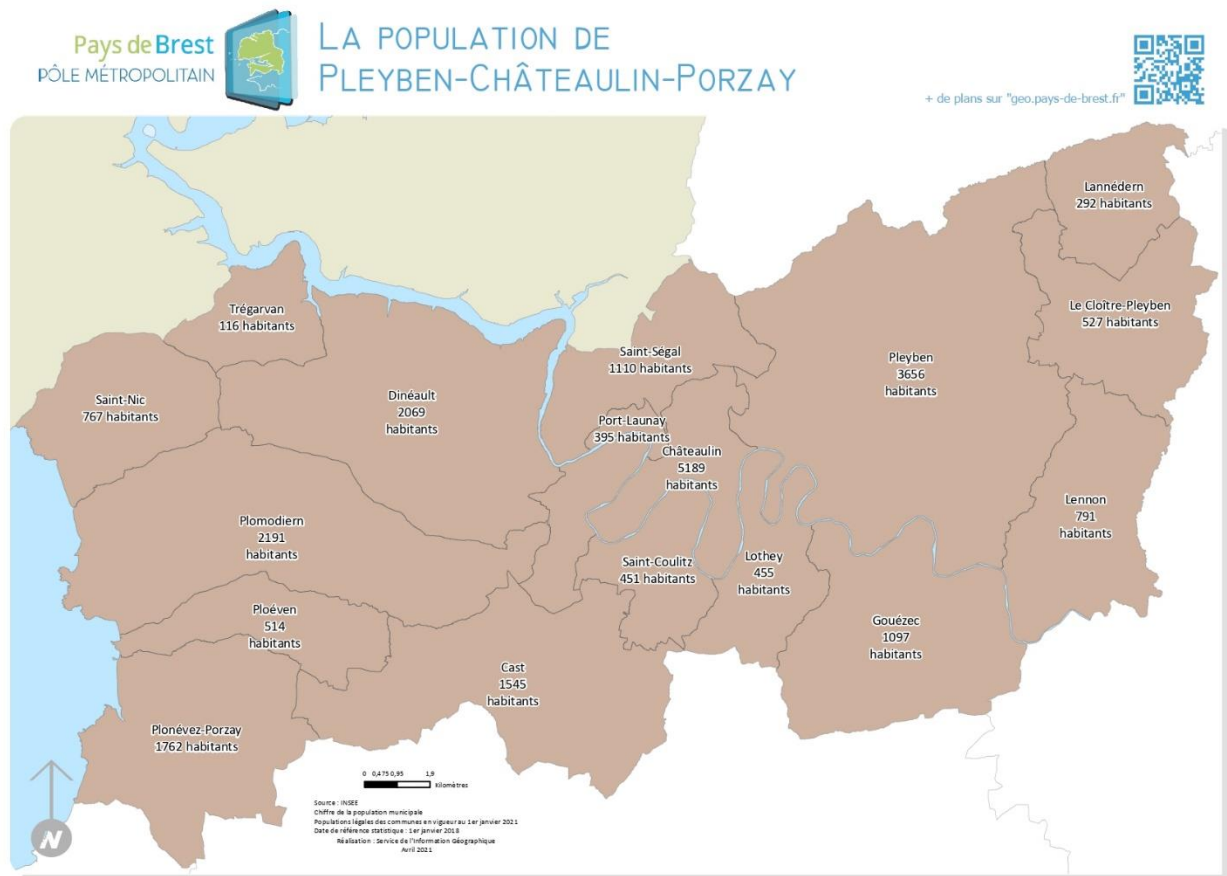 Pays de Brest
PÔLE MÉTROPOLITAIN
LA POPULATION DE
PLEYBEN-CHÂTEAULIN-PORZAY
+ de plans sur "geo.pays-de-brest.fr"
Lannédern
292 habitants
Trégarvan
116 habitants
Le Cloître-Pleyben
527 habitants
Saint-Ségal
1110 habitants
Pleyben
3656
habitants
Saint-Nic
767 habitants
Dinéault
2069
habitants
Port-Launay
395 habitants
Châteaulin
5189
habitants
Lennon
791
habitants
Plomodiern
2191
habitants
Saint-Coulitz
451 habitants
Lothey
455
habitants
Ploéven
514
habitants
Gouézec
1097
habitants
Cast
1545
habitants
Plonévez-Porzay
1762 habitants
0 0,475 0,95 1,9
Kilomètres
Source : INSEE
Chiffre de la population municipale
Populations légales des communes en vigueur au 1er janvier 2021
Date de référence statistique : 1er janvier 2018
Réalisation : Service de l'Information Géographique
Avril 2021
N